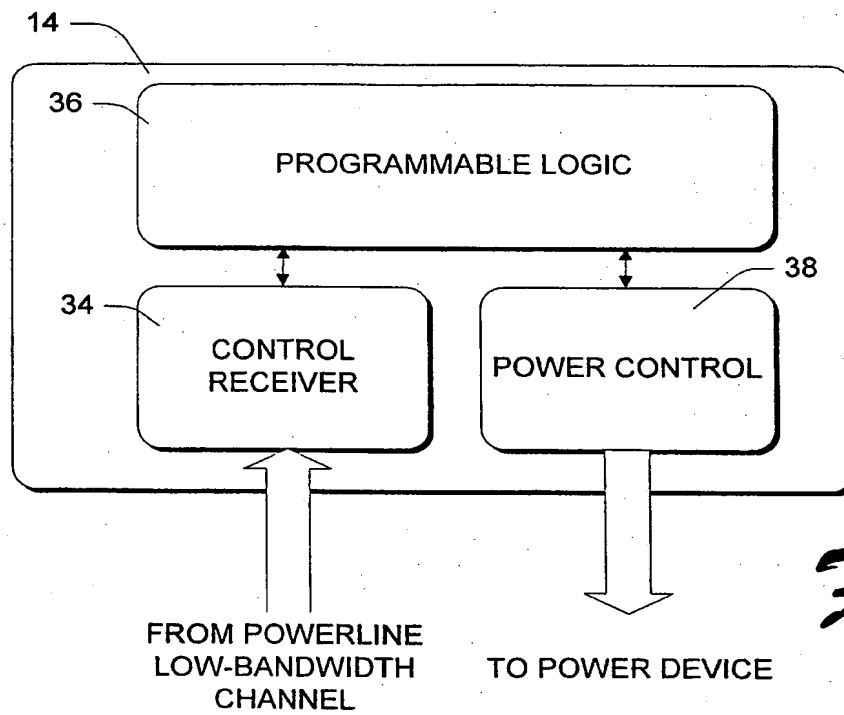 14
36
PROGRAMMABLE LOGIC
38
34
CONTROL
RECEIVER
POWER CONTROL
FROM POWERLINE
LOW-BANDWIDTH
CHANNEL
TO POWER DEVICE